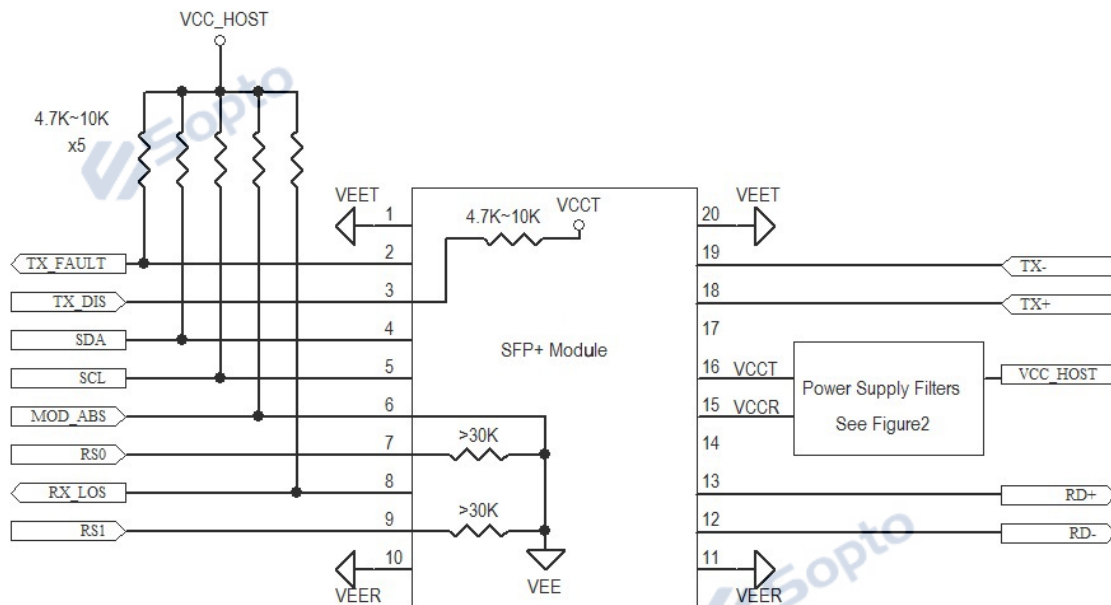 VCC_HOST
4.7K~10K
x5
Sopto
VEET
1
4.7K~10K
VCCT
20
VEET
TX_FAULT
2
19
TX-
TX_DIS
3
18
TX+
SDA
4
17
SFP+ Module
SCL
5
16
VCCT
Power Supply Filters
See Figure2
VCC_HOST
MOD_ABS
6
15
VCCR
RS0
7
>30K
14
RX_LOS
8
13
RD+
RS1
9
>30K
12
RD-
10
VEER
VEE
11
VEER
Sopto